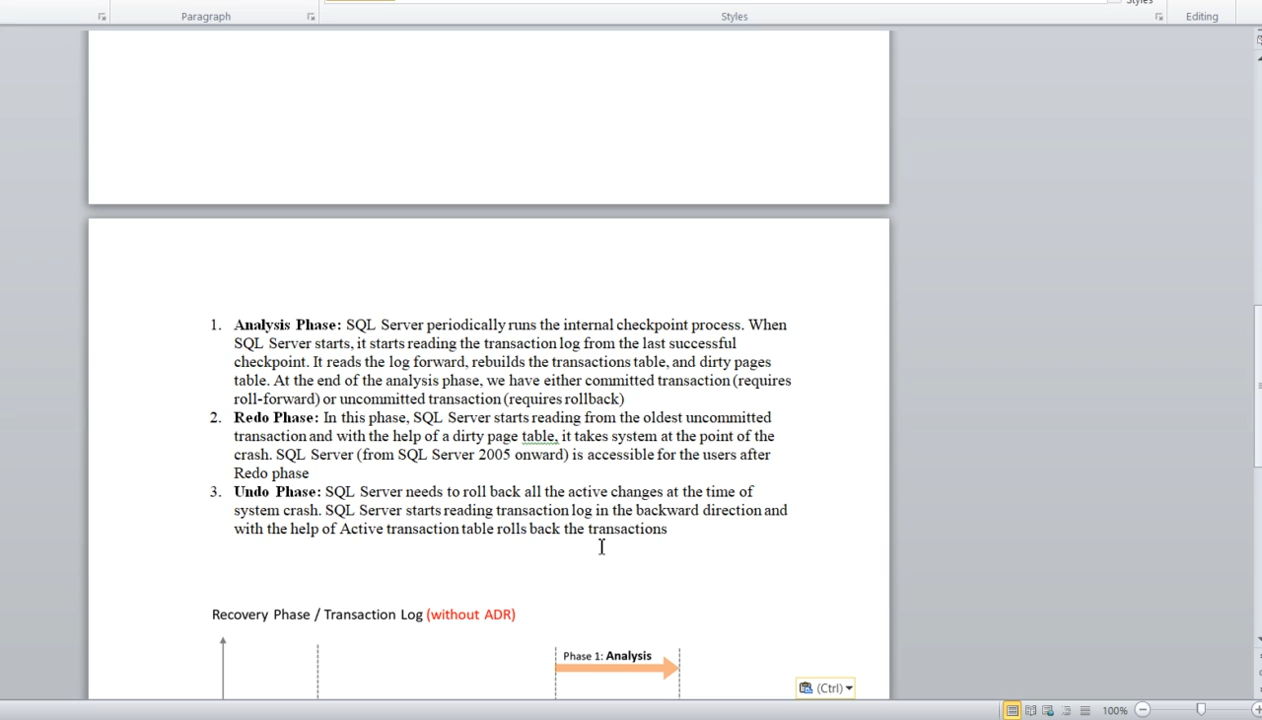 Paragraph
Styles
Styles
Editing
1. Analysis Phase: SQL Server periodically runs the internal checkpoint process. When
SQL Server starts, it starts reading the transaction log from the last successful
checkpoint. It reads the log forward, rebuilds the transactions table, and dirty pages
table. At the end of the analysis phase, we have either committed transaction (requires
roll-forward) or uncommitted transaction (requires rollback)
2. Redo Phase: In this phase, SQL Server starts reading from the oldest uncommitted
transaction and with the help of a dirty page table, it takes system at the point of the
crash. SQL Server (from SQL Server 2005 onward) is accessible for the users after
Redo phase
3. Undo Phase: SQL Server needs to roll back all the active changes at the time of
system crash. SQL Server starts reading transaction log in the backward direction and
with the help of Active transaction table rolls back the transactions
Recovery Phase / Transaction Log (without ADR)
Phase 1: Analysis
(Ctrl)
100%